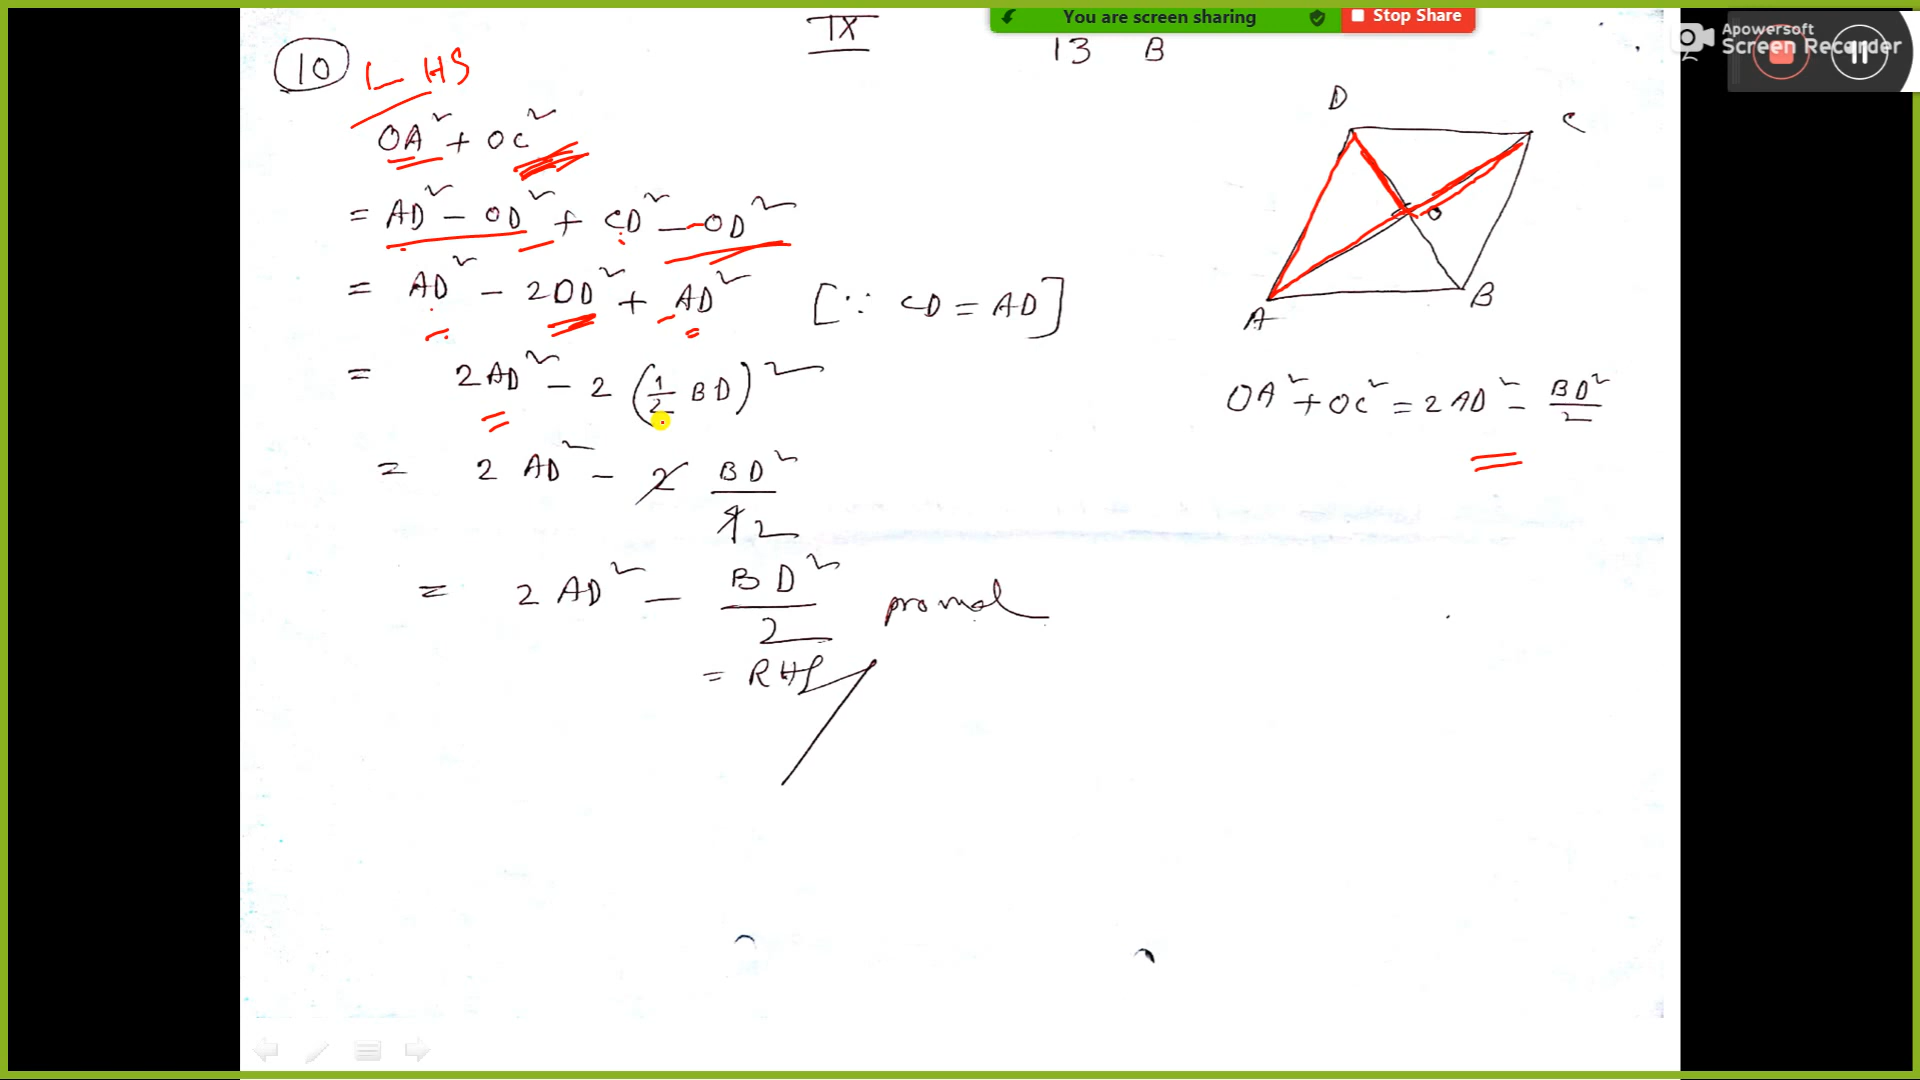 You are screen sharing
Stop Share
Apowersoft
Screen Recorder
IX
13 B
10
LHS
OA² + OC²
= AD² - OD² + CD² - OD²
= AD² - 2OD² + AD² [∵ CD = AD]
= 2AD² - 2 (1/2 BD)²
= 2 AD² - 2 BD²/4 2
= 2 AD² - BD²/2 proved
= RHS
D
C
O
A
B
OA² + OC² = 2AD² - BD²/2